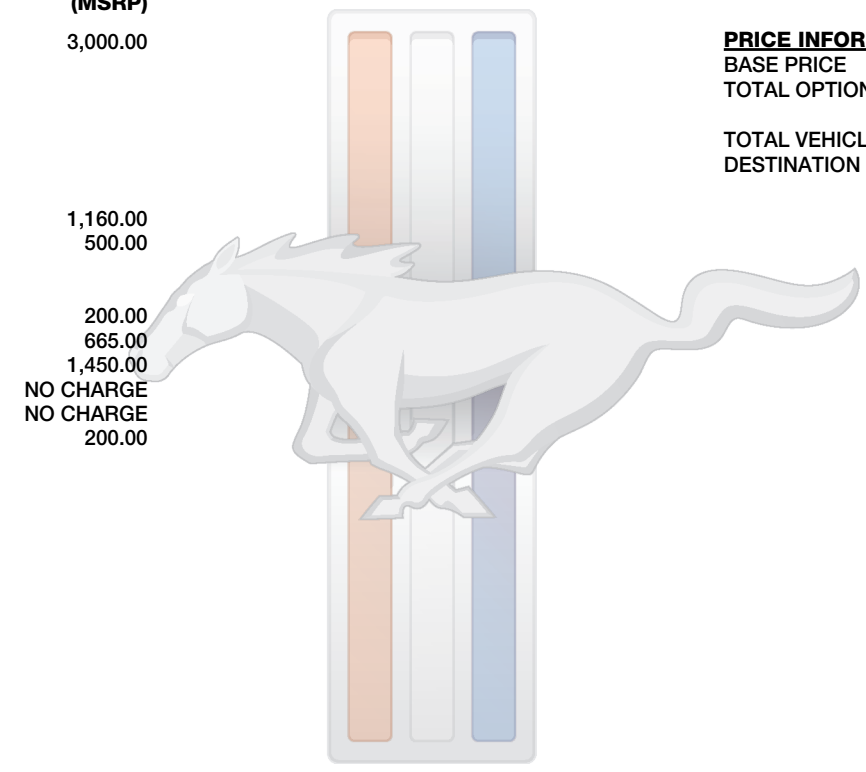 (MSRP)
3,000.00
1,160.00
500.00
200.00
665.00
1,450.00
NO CHARGE
NO CHARGE
200.00
PRICE INFOR
BASE PRICE
TOTAL OPTION
TOTAL VEHICL
DESTINATION